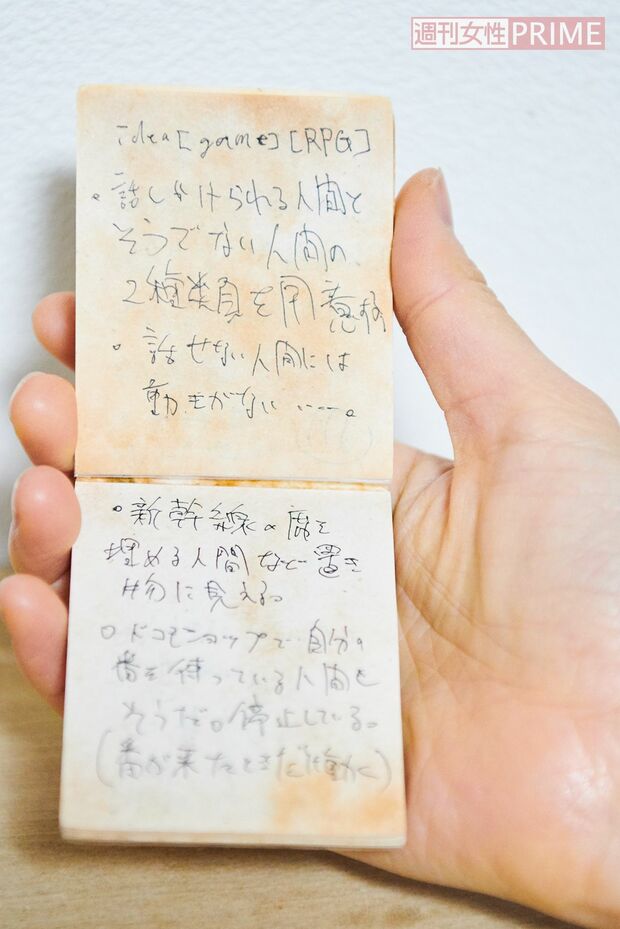 週刊女性PRIME
idea[game][RPG]
・話しかけられる人間と
そうでない人間の
2種類を用意
・話せない人間には
動きがない……。
・新幹線の席を
埋める人間など置き
物に見える。
○ドコモショップで自分の
番を待っている人間も
そうだ。停止している。
(番が来たときだけ動く)